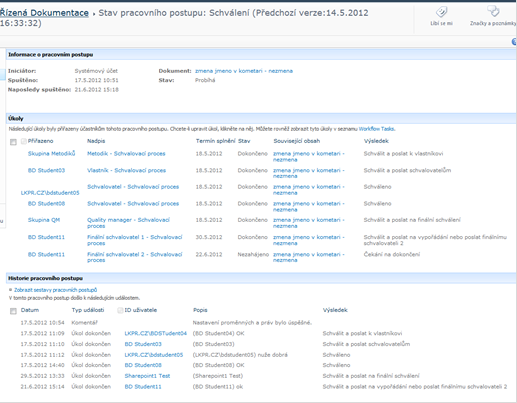 Řízená Dokumentace › Stav pracovního postupu: Schválení (Předchozí verze:14.5.2012
16:33:32)
Líbí se mi
Značky a poznámky
Informace o pracovním postupu
Iniciátor: Systémový účet Dokument: zmena jmeno v kometari - nezmena
Spuštěno: 17.5.2012 10:51 Stav: Probíhá
Naposledy spuštěno: 21.6.2012 15:18
Úkoly
Následující úkoly byly přiřazeny účastníkům tohoto pracovního postupu. Chcete-li upravit úkol, klikněte na něj. Můžete rovněž zobrazit tyto úkoly v seznamu Workflow Tasks.
Přiřazeno Nadpis Termín splnění Stav Související obsah Výsledek
Skupina Metodiků Metodik - Schvalovací proces 18.5.2012 Dokončeno zmena jmeno v kometari - nezmena Schválit a poslat k vlastníkovi
BD Student03 Vlastník - Schvalovací proces 18.5.2012 Dokončeno zmena jmeno v kometari - nezmena Schválit a poslat schvalovatelům
LKPR.CZ\bdstudent05 Schvalovatel - Schvalovací proces 18.5.2012 Dokončeno zmena jmeno v kometari - nezmena Schváleno
BD Student08 Schvalovatel - Schvalovací proces 18.5.2012 Dokončeno zmena jmeno v kometari - nezmena Schváleno
Skupina QM Quality manager - Schvalovací proces 18.5.2012 Dokončeno zmena jmeno v kometari - nezmena Schválit a poslat na finální schválení
BD Student11 Finální schvalovatel 1 - Schvalovací proces 30.5.2012 Dokončeno zmena jmeno v kometari - nezmena Schválit a poslat na vypořádání nebo poslat finálnímu schvalovateli 2
BD Student11 Finální schvalovatel 2 - Schvalovací proces 22.6.2012 Nezahájeno zmena jmeno v kometari - nezmena Čekání na dokončení
Historie pracovního postupu
Zobrazit sestavy pracovních postupů
V tomto pracovním postupu došlo k následujícím událostem.
Datum Typ události ID uživatele Popis Výsledek
17.5.2012 10:54 Komentář Nastavení proměnných a práv bylo úspěšné.
17.5.2012 11:09 Úkol dokončen LKPR.CZ\BDSTUdent04 (BD Student04) OK Schválit a poslat k vlastníkovi
17.5.2012 11:10 Úkol dokončen BD Student03 (BD Student03) Schválit a poslat schvalovatelům
17.5.2012 11:12 Úkol dokončen LKPR.CZ\bdstudent05 (LKPR.CZ\bdstudent05) nuže dobrá Schváleno
17.5.2012 14:40 Úkol dokončen BD Student08 (BD Student08) OK Schváleno
29.5.2012 13:33 Úkol dokončen Sharepoint1 Test (Sharepoint1 Test) Schválit a poslat na finální schválení
21.6.2012 15:14 Úkol dokončen BD Student11 (BD Student11) ok Schválit a poslat na vypořádání nebo poslat finálnímu schvalovateli 2